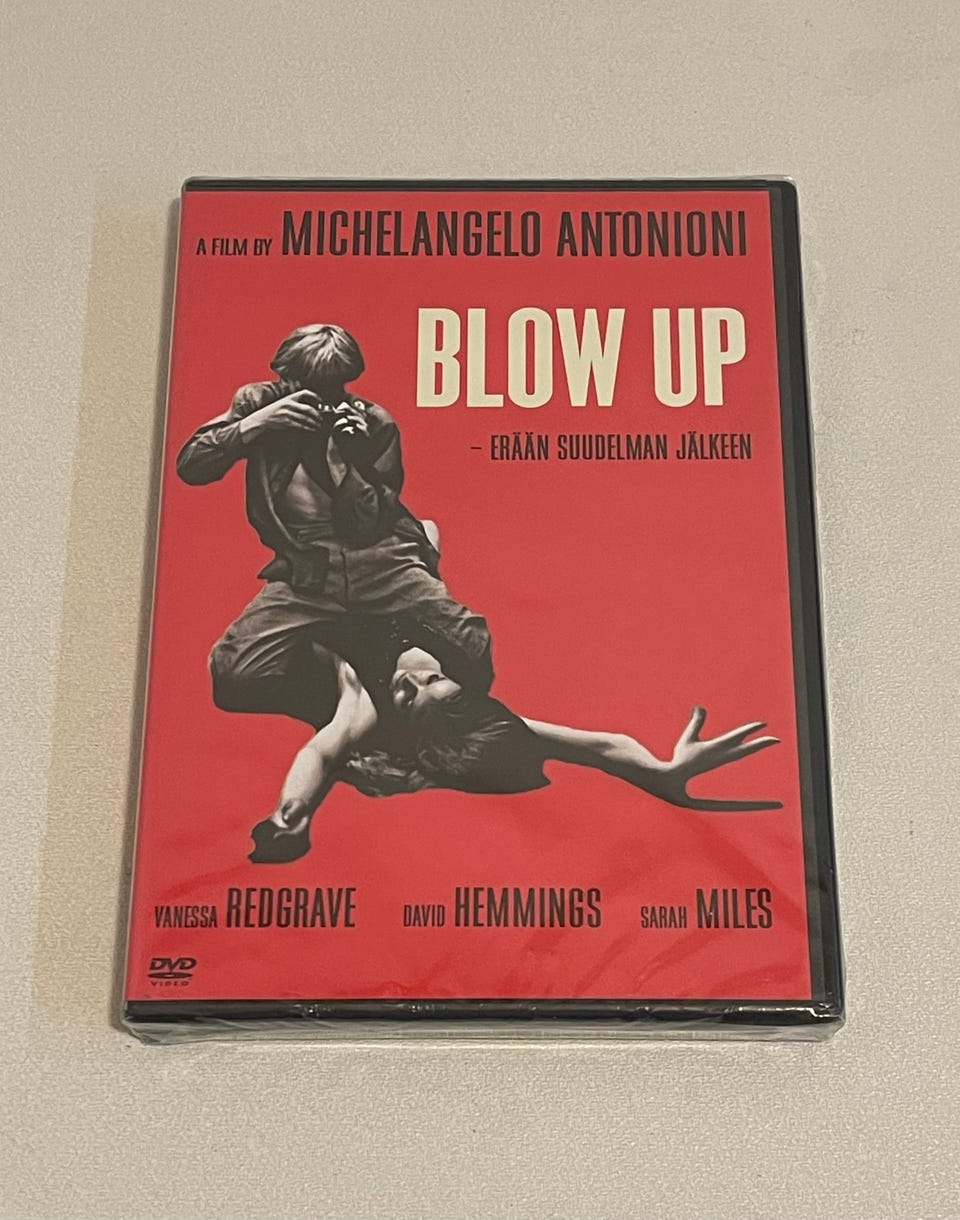 A FILM BY MICHELANGELO ANTONIONI
BLOW UP
– ERÄÄN SUUDELMAN JÄLKEEN
VANESSA REDGRAVE DAVID HEMMINGS SARAH MILES
DVD
VIDEO